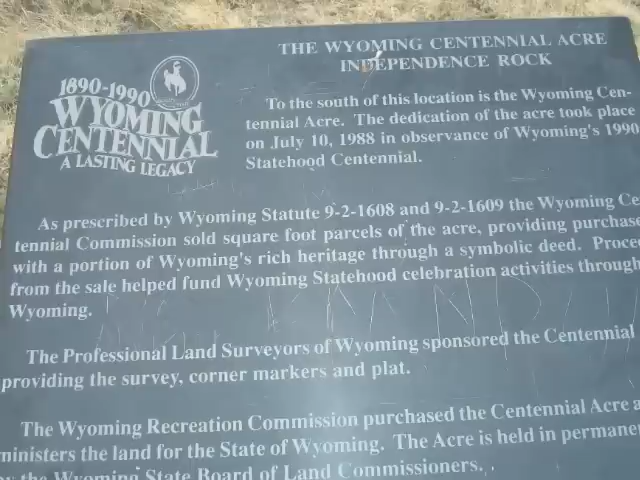 THE WYOMING CENTENNIAL ACRE
INDEPENDENCE ROCK
1890-1990
WYOMING
CENTENNIAL
A LASTING LEGACY
To the south of this location is the Wyoming Cen-
tennial Acre. The dedication of the acre took place
on July 10, 1988 in observance of Wyoming's 1990
Statehood Centennial.
As prescribed by Wyoming Statute 9-2-1608 and 9-2-1609 the Wyoming Ce
tennial Commission sold square foot parcels of the acre, providing purchase
with a portion of Wyoming's rich heritage through a symbolic deed. Procee
from the sale helped fund Wyoming Statehood celebration activities through
Wyoming.
The Professional Land Surveyors of Wyoming sponsored the Centennial
providing the survey, corner markers and plat.
The Wyoming Recreation Commission purchased the Centennial Acre a
ministers the land for the State of Wyoming. The Acre is held in permane
by the Wyoming State Board of Land Commissioners.